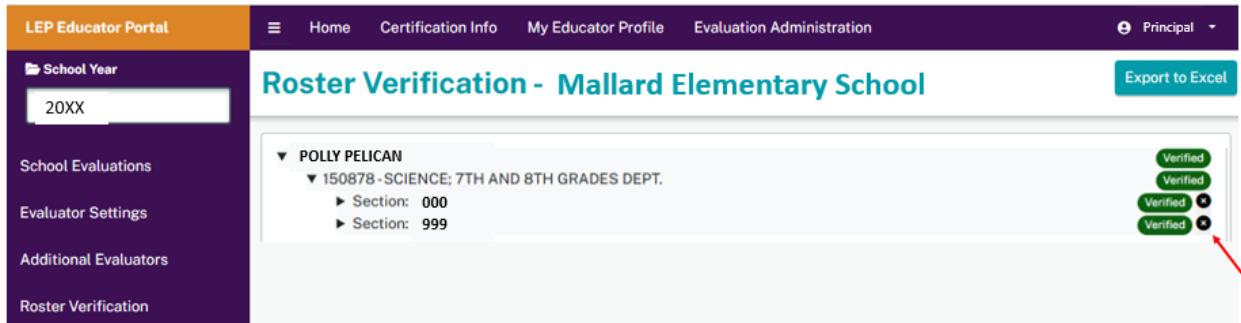 LEP Educator Portal
Home Certification Info My Educator Profile Evaluation Administration
Principal
School Year
20XX
Roster Verification - Mallard Elementary School
Export to Excel
School Evaluations
Evaluator Settings
Additional Evaluators
Roster Verification
POLLY PELICAN Verified
150878 - SCIENCE; 7TH AND 8TH GRADES DEPT. Verified
Section: 000 Verified
Section: 999 Verified